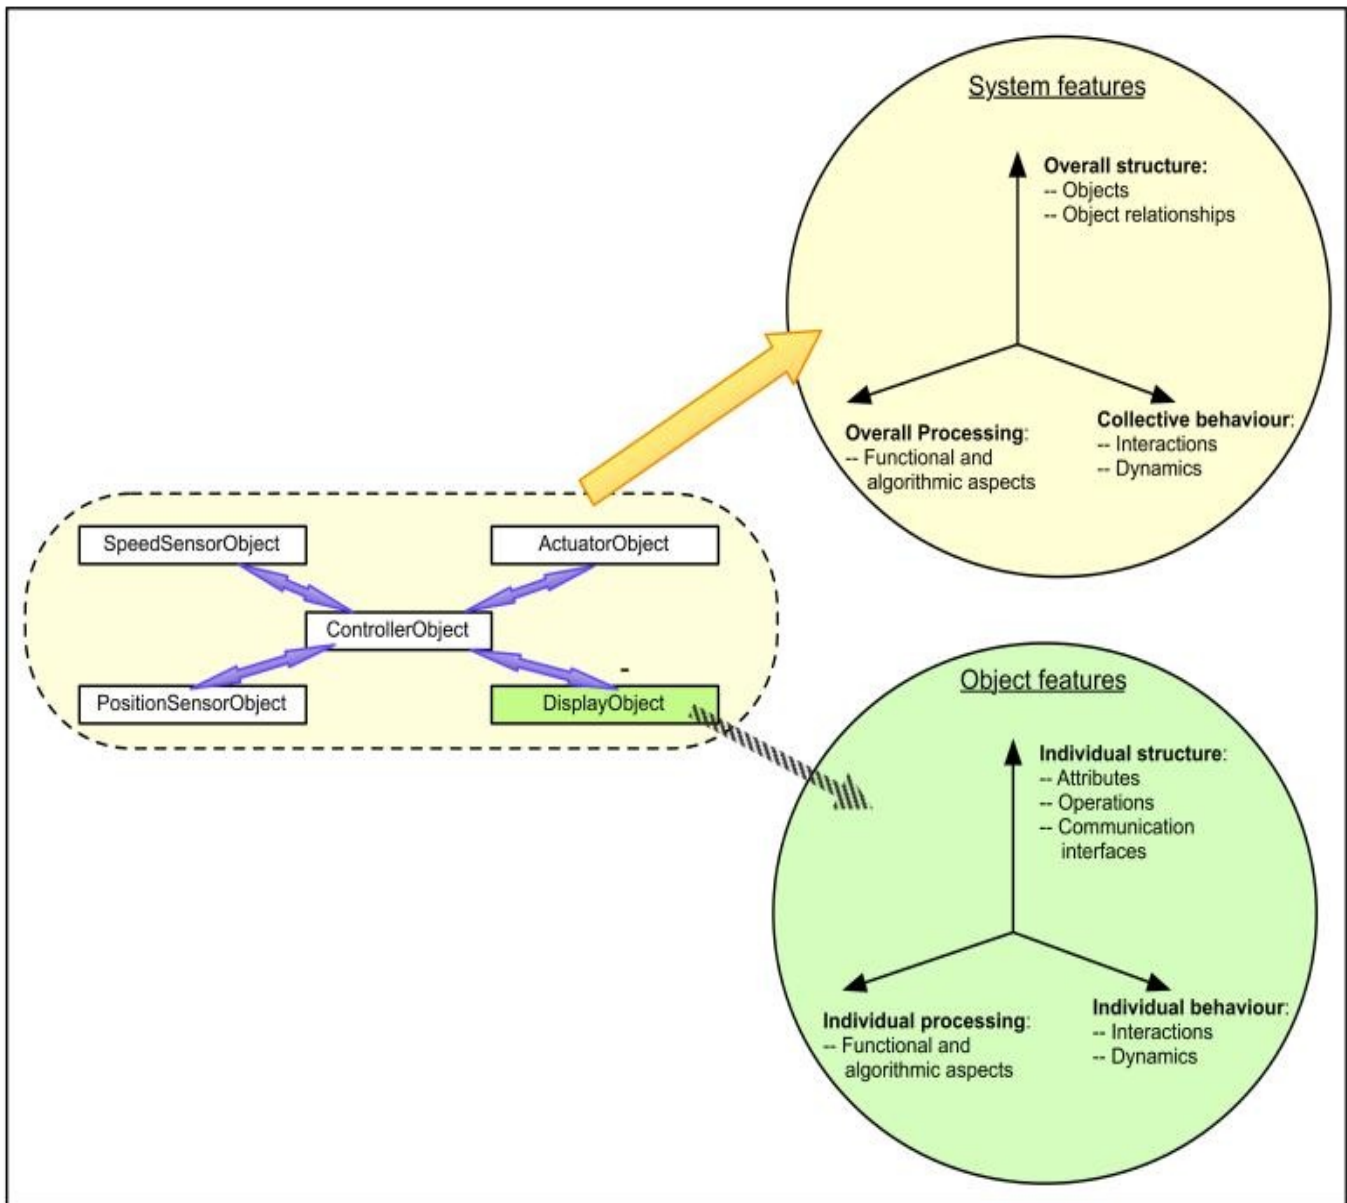 System features
Overall structure:
-- Objects
-- Object relationships
Overall Processing:
-- Functional and
algorithmic aspects
Collective behaviour:
-- Interactions
-- Dynamics
SpeedSensorObject
ActuatorObject
ControllerObject
PositionSensorObject
DisplayObject
-
Object features
Individual structure:
-- Attributes
-- Operations
-- Communication
interfaces
Individual processing:
-- Functional and
algorithmic aspects
Individual behaviour:
-- Interactions
-- Dynamics